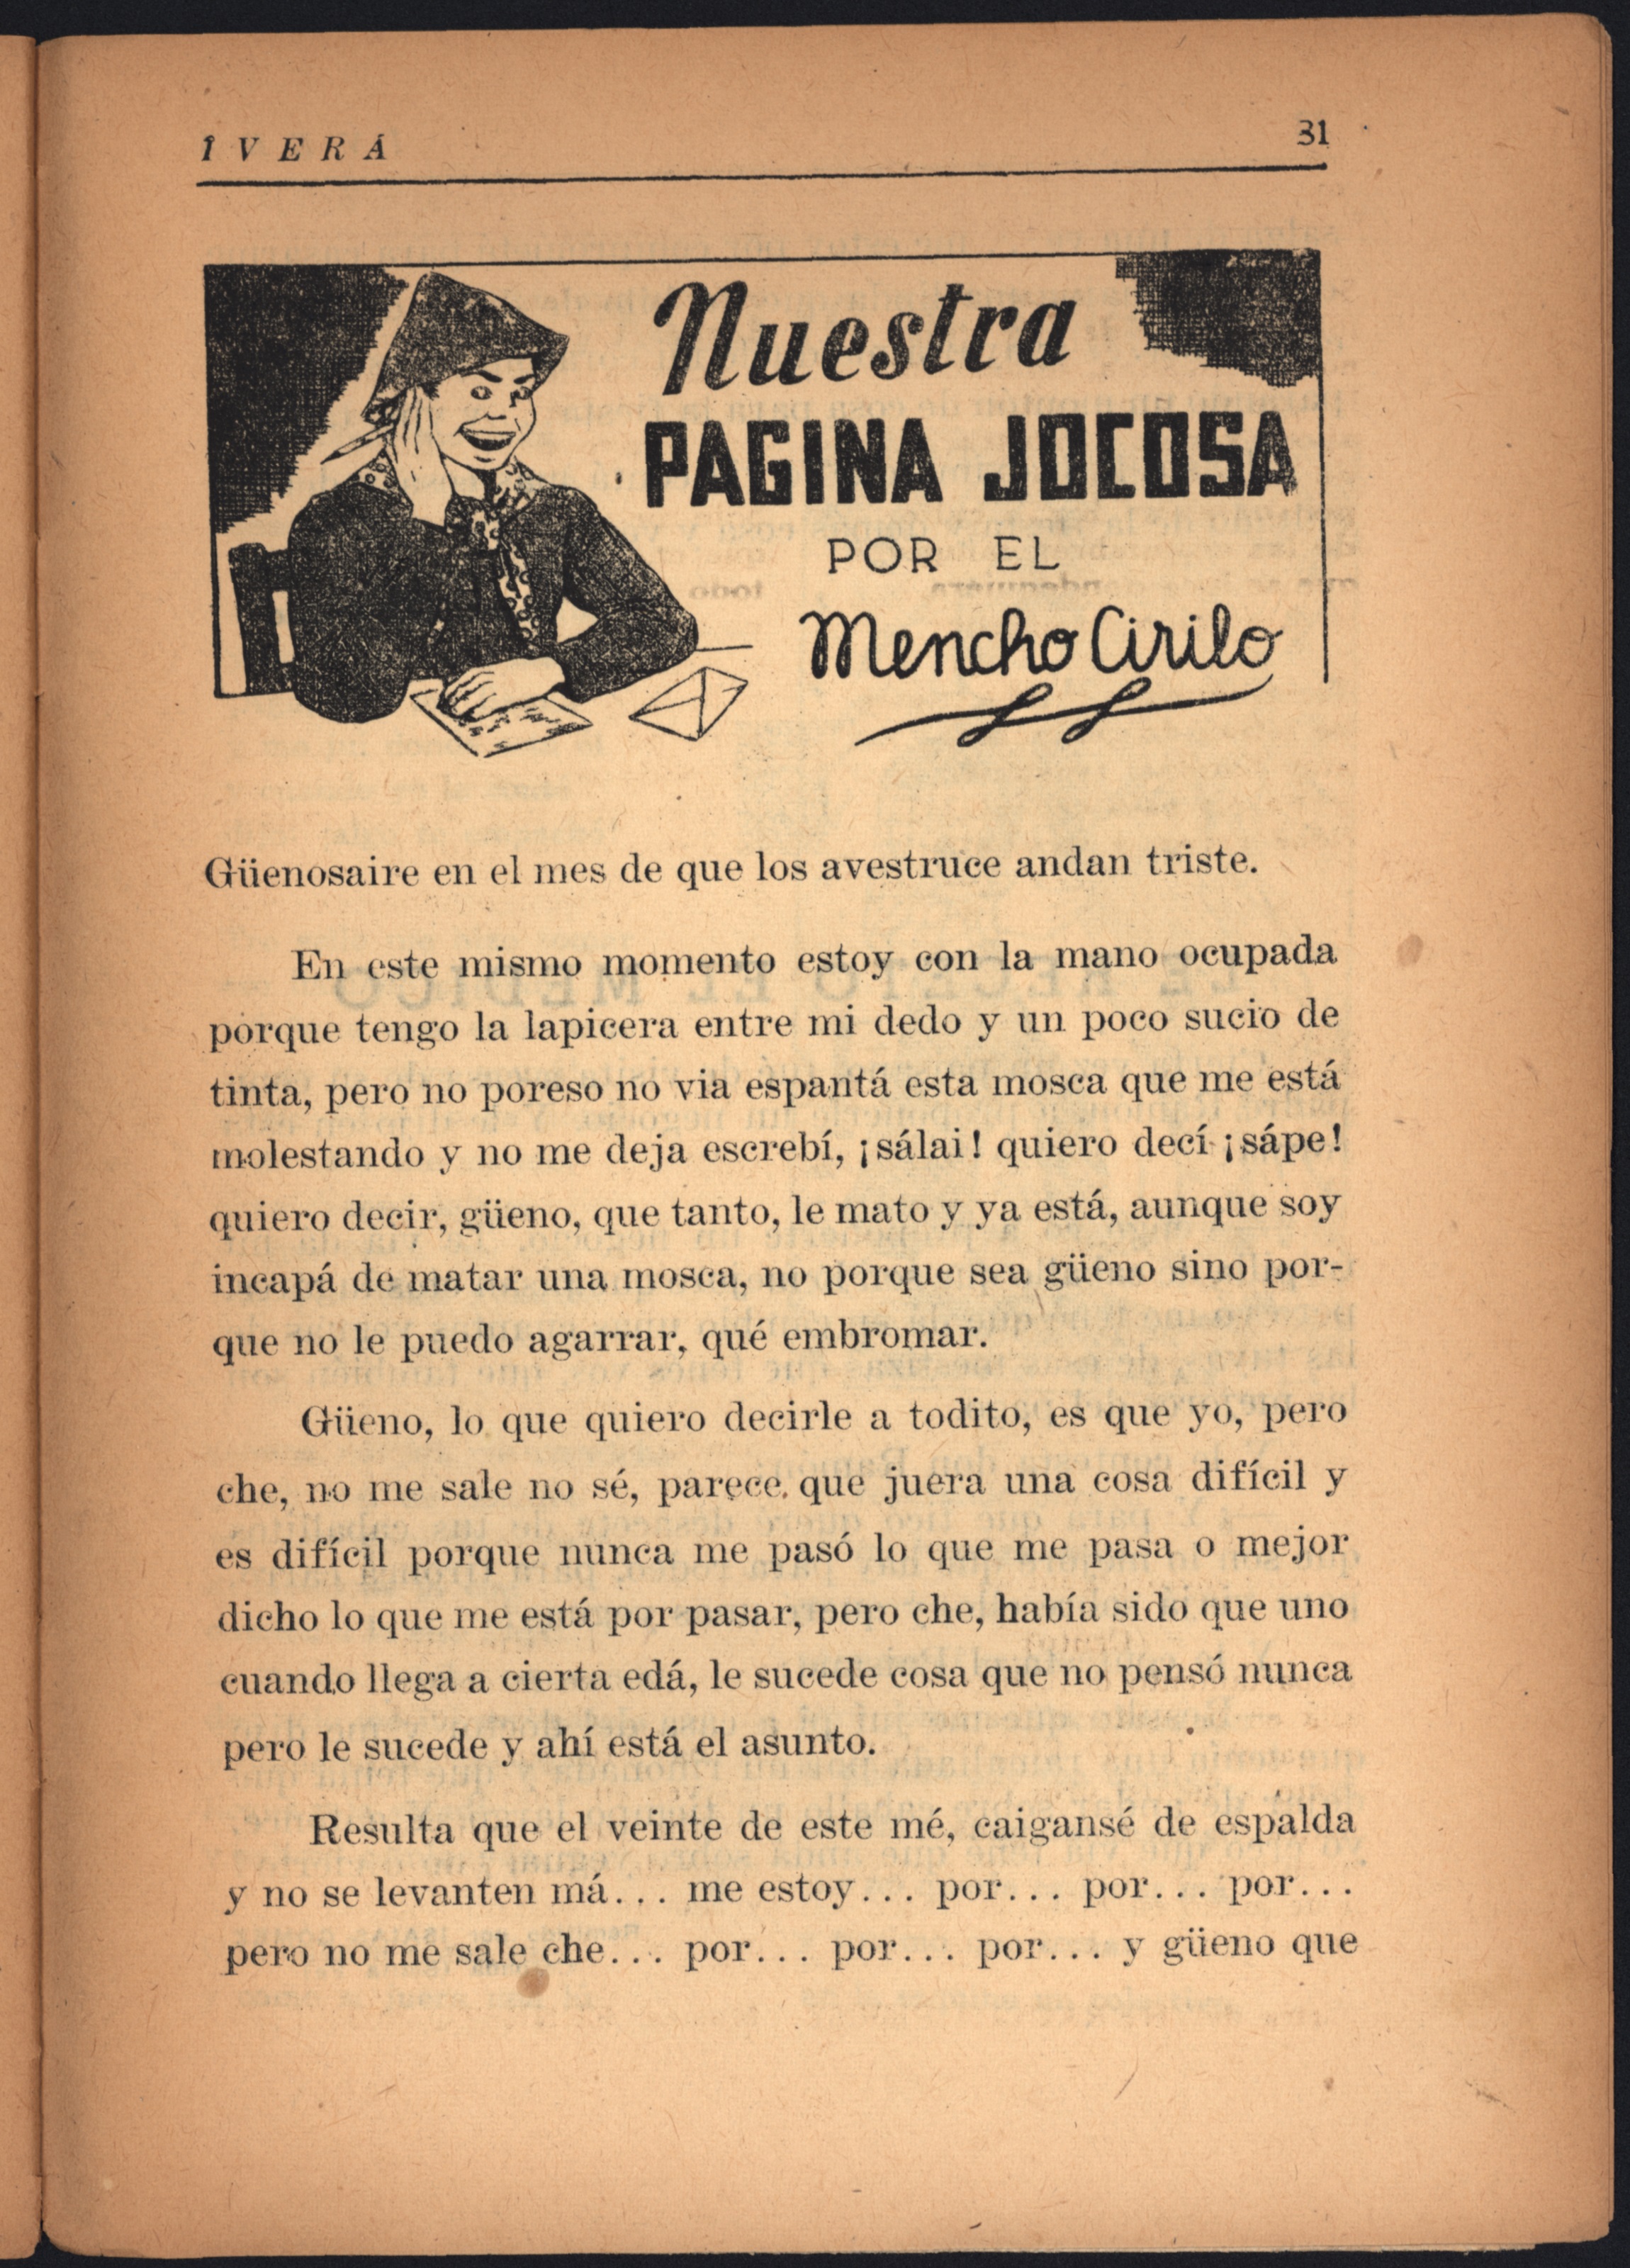 Î VERÁ
31
Nuestra
PAGINA JOCOSA
POR EL
Mencho Cirilo
Güenosaire en el mes de que los avestruce andan triste.
En este mismo momento estoy con la mano ocupada
porque tengo la lapicera entre mi dedo y un poco sucio de
tinta, pero no poreso no via espantá esta mosca que me está
molestando y no me deja escrebí, ¡sálai! quiero decí ¡sápe!
quiero decir, güeno, que tanto, le mato y ya está, aunque soy
incapá de matar una mosca, no porque sea güeno sino por-
que no le puedo agarrar, qué embromar.
Güeno, lo que quiero decirle a todito, es que yo, pero
che, no me sale no sé, parece que juera una cosa difícil y
es difícil porque nunca me pasó lo que me pasa o mejor
dicho lo que me está por pasar, pero che, había sido que uno
cuando llega a cierta edá, le sucede cosa que no pensó nunca
pero le sucede y ahí está el asunto.
Resulta que el veinte de este mé, caigansé de espalda
y no se levanten má... me estoy... por... por... por...
pero no me sale che... por... por... por... y güeno que